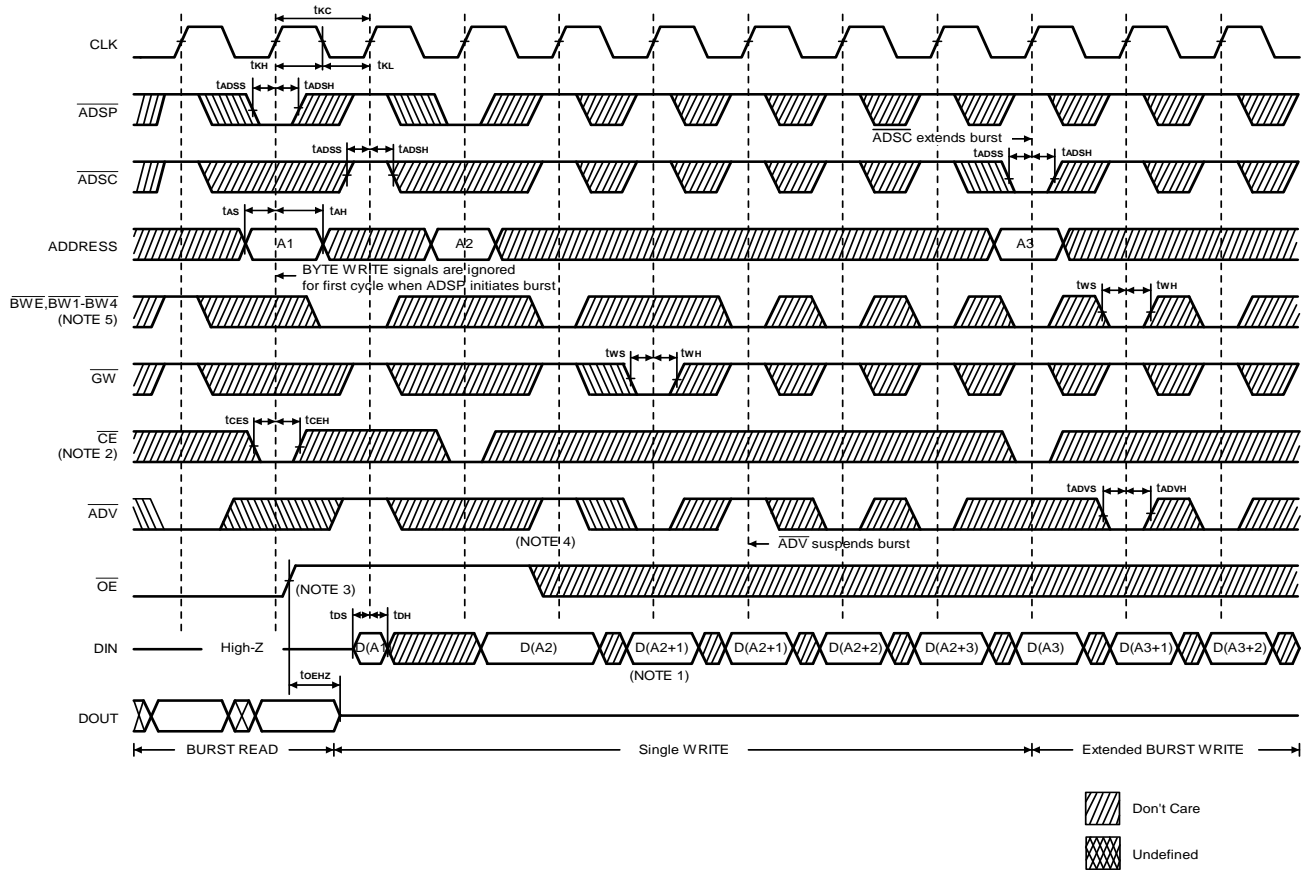 tKC
CLK
tKH
tKL
tADSS
tADSH
ADSP
ADSC extends burst
tADSS
tADSH
tADSS
tADSH
ADSC
tAS
tAH
ADDRESS
A1
A2
A3
BYTE WRITE signals are ignored
for first cycle when ADSP initiates burst
BWE,BW1-BW4
(NOTE 5)
tWS
tWH
tWS
tWH
GW
tCES
tCEH
CE
(NOTE 2)
tADVS
tADVH
ADV
(NOTE 4)
ADV suspends burst
OE
(NOTE 3)
tDS
tDH
DIN
High-Z
D(A1
D(A2)
D(A2+1)
D(A2+1)
D(A2+2)
D(A2+3)
D(A3)
D(A3+1)
D(A3+2)
(NOTE 1)
tOEHZ
DOUT
BURST READ
Single WRITE
Extended BURST WRITE
Don't Care
Undefined